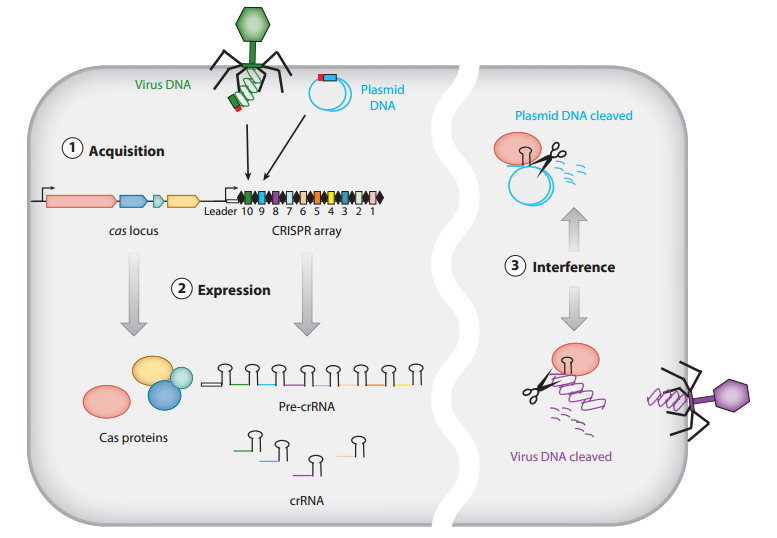 Virus DNA
Plasmid
DNA
1 Acquisition
Leader 10 9 8 7 6 5 4 3 2 1
cas locus
CRISPR array
2 Expression
Pre-crRNA
Cas proteins
crRNA
Plasmid DNA cleaved
3 Interference
Virus DNA cleaved